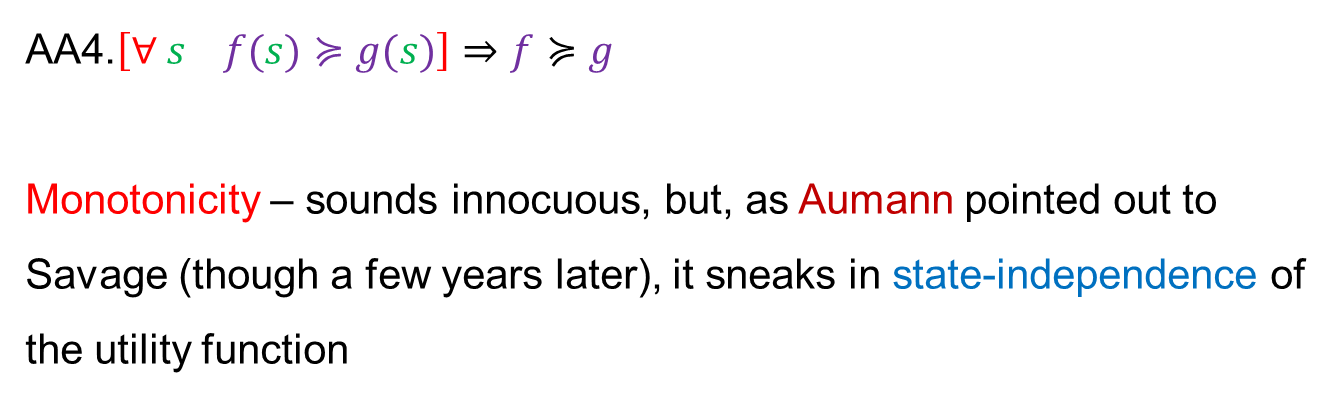 AA4.[∀ s f(s) ≽ g(s)] ⇒ f ≽ g
Monotonicity – sounds innocuous, but, as Aumann pointed out to
Savage (though a few years later), it sneaks in state-independence of
the utility function